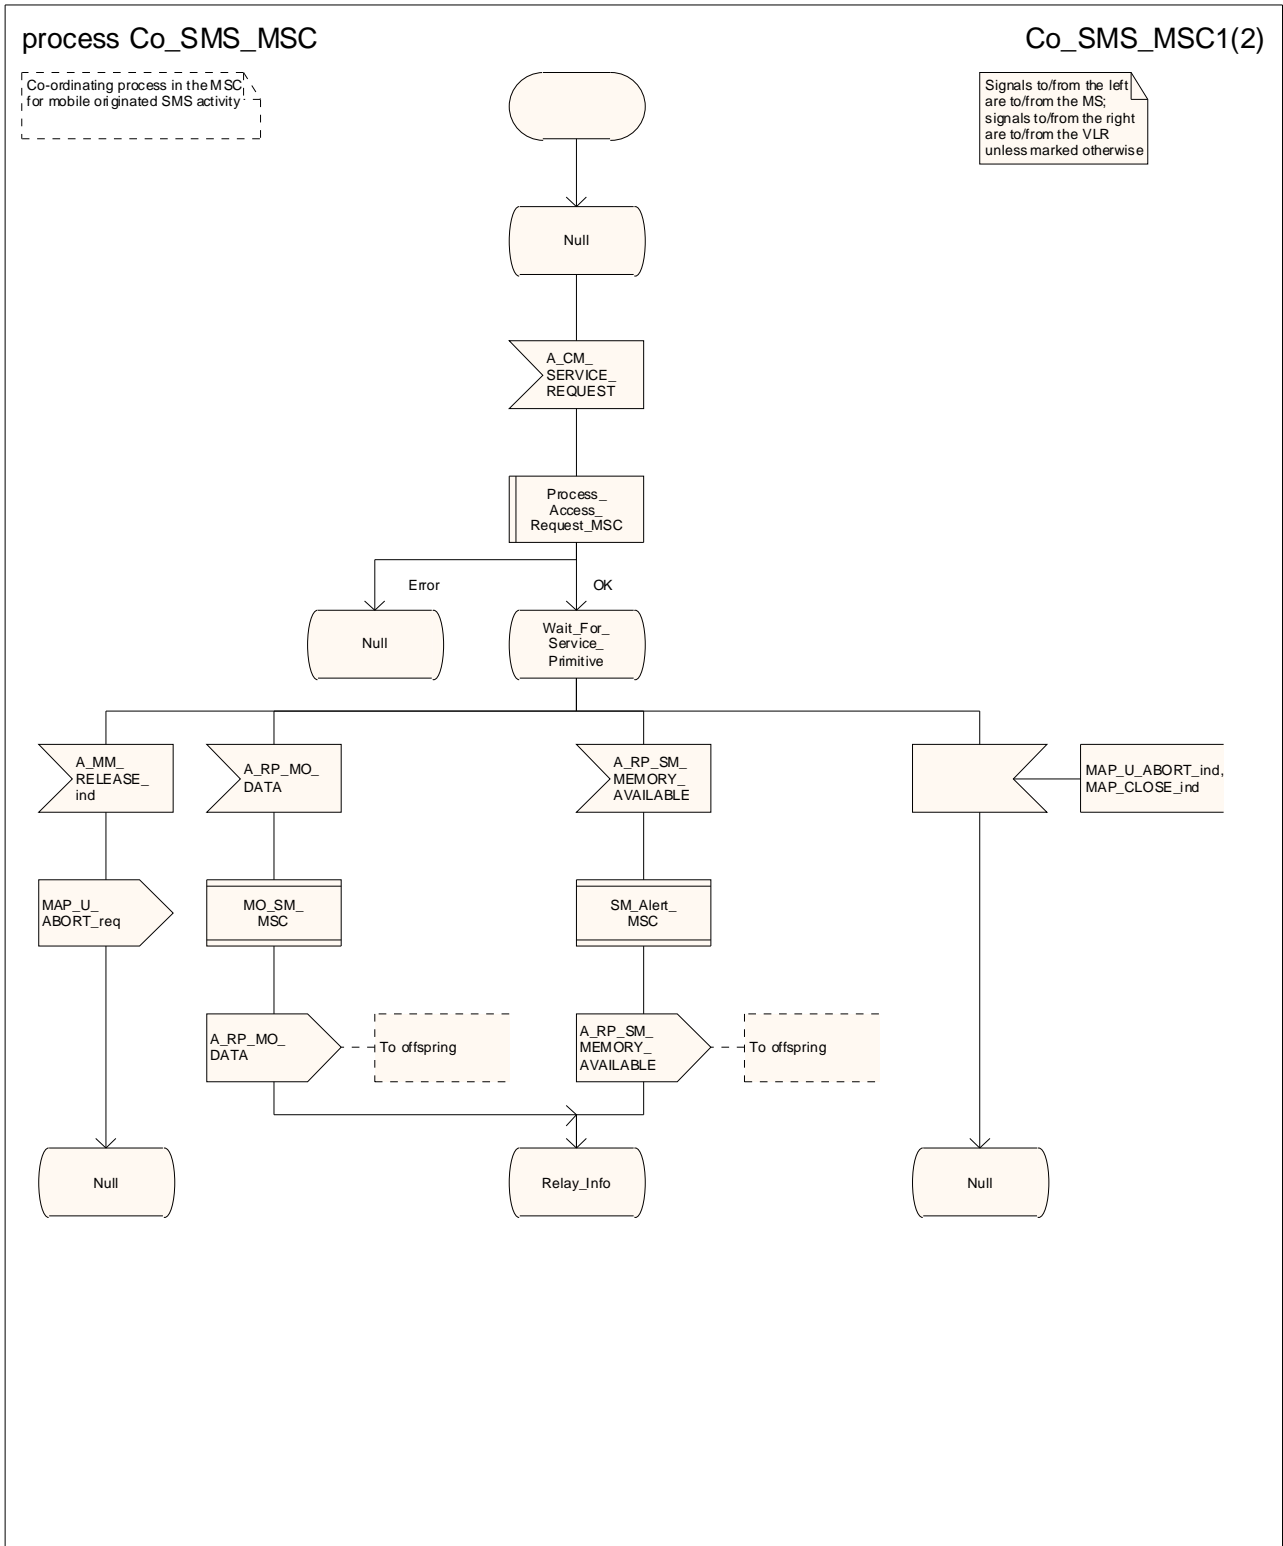 process Co_SMS_MSC
Co_SMS_MSC1(2)
Co-ordinating process in the MSC
for mobile originated SMS activity
Signals to/from the left
are to/from the MS;
signals to/from the right
are to/from the VLR
unless marked otherwise
Null
A_CM_
SERVICE_
REQUEST
Process_
Access_
Request_MSC
Error
OK
Null
Wait_For_
Service_
Primitive
A_MM_
RELEASE_
ind
A_RP_MO_
DATA
A_RP_SM_
MEMORY_
AVAILABLE
MAP_U_ABORT_ind,
MAP_CLOSE_ind
MAP_U_
ABORT_req
MO_SM_
MSC
SM_Alert_
MSC
A_RP_MO_
DATA
To offspring
A_RP_SM_
MEMORY_
AVAILABLE
To offspring
Null
Relay_Info
Null